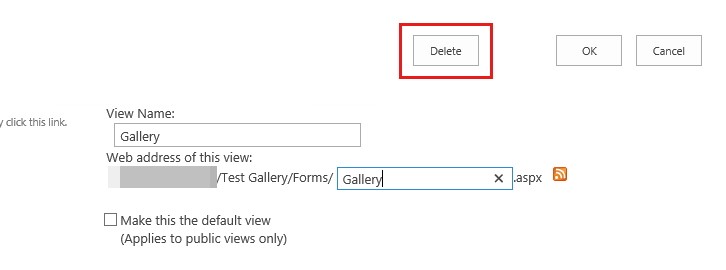 Delete OK Cancel
View Name:
y click this link.
Gallery
Web address of this view:
/Test Gallery/Forms/ Gallery .aspx
Make this the default view
(Applies to public views only)